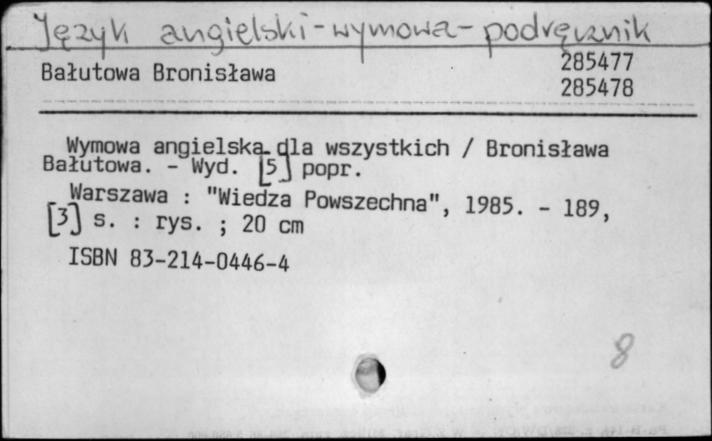 Język angielski-wymowa-podręcznik
285477
Bałutowa Bronisława
285478
Wymowa angielska dla wszystkich / Bronisława
Bałutowa. - Wyd. [5] popr.
Warszawa : "Wiedza Powszechna", 1985. - 189,
[3] s. : rys. ; 20 cm
ISBN 83-214-0446-4
8